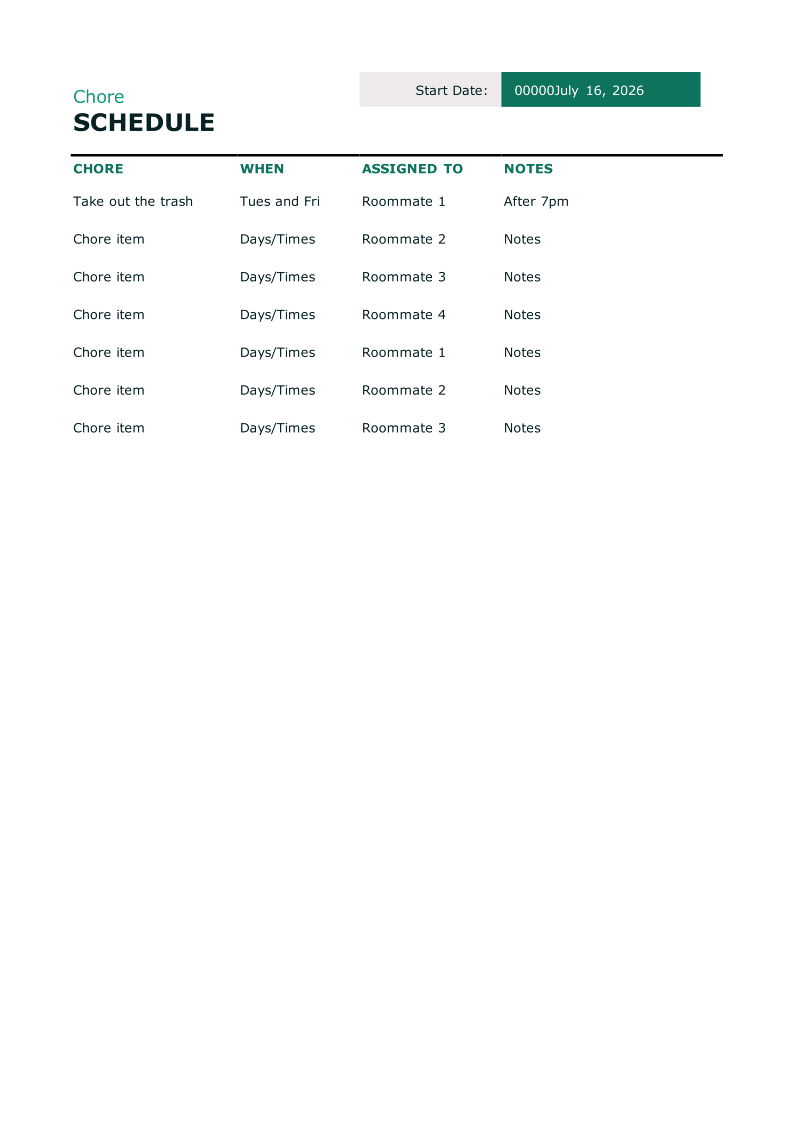 Chore
SCHEDULE
Start Date: 00000July 16, 2026
CHORE WHEN ASSIGNED TO NOTES
Take out the trash Tues and Fri Roommate 1 After 7pm
Chore item Days/Times Roommate 2 Notes
Chore item Days/Times Roommate 3 Notes
Chore item Days/Times Roommate 4 Notes
Chore item Days/Times Roommate 1 Notes
Chore item Days/Times Roommate 2 Notes
Chore item Days/Times Roommate 3 Notes